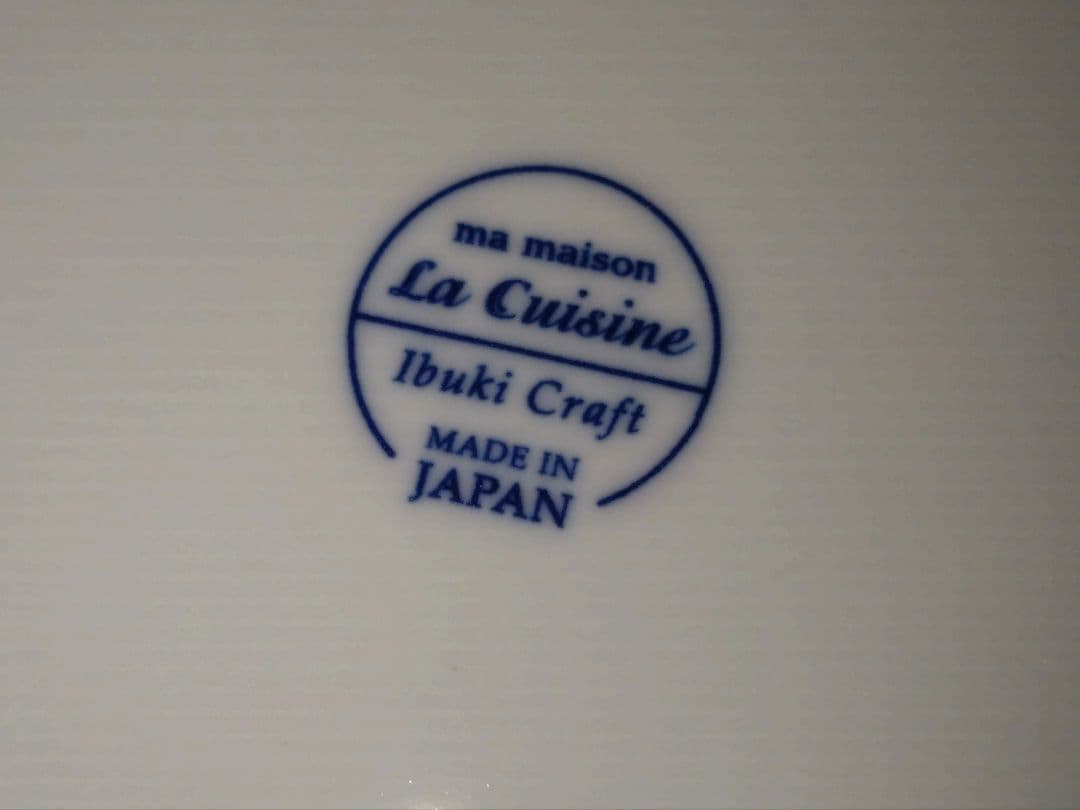 ma maison
La Cuisine
Ibuki Craft
MADE IN
JAPAN